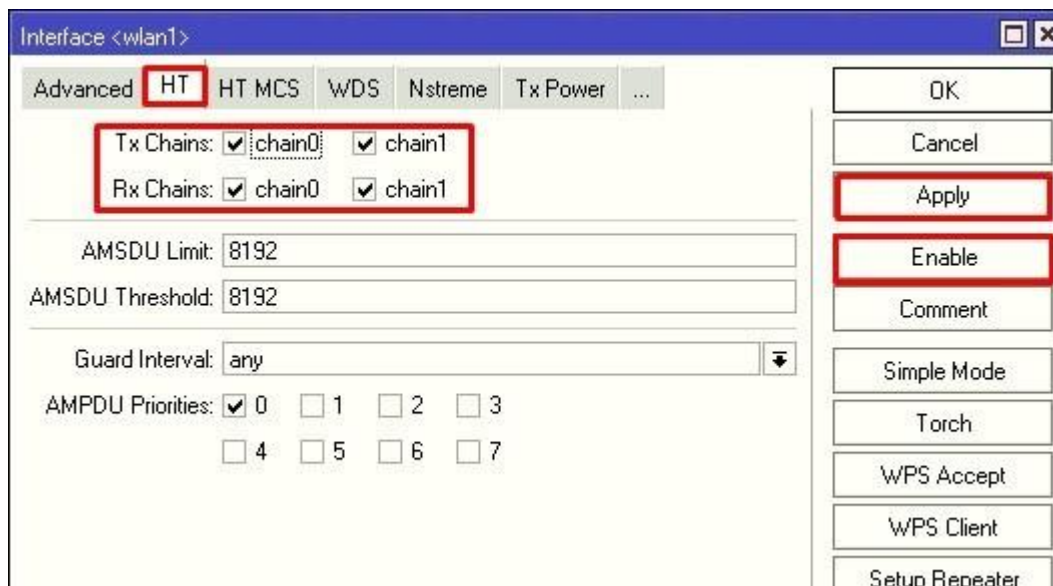 Interface <wlan1>
Advanced HT HT MCS WDS Nstreme Tx Power ...
OK
Tx Chains: chain0 chain1
Cancel
Rx Chains: chain0 chain1
Apply
AMSDU Limit: 8192
Enable
AMSDU Threshold: 8192
Comment
Guard Interval: any
Simple Mode
AMPDU Priorities: 0 1 2 3
Torch
4 5 6 7
WPS Accept
WPS Client
Setup Repeater